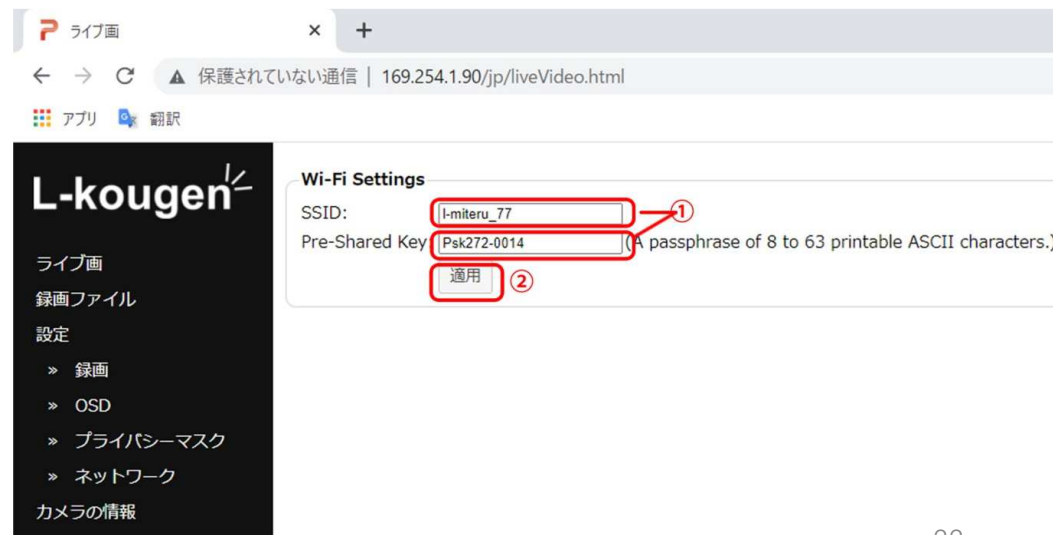 ライブ画 × +
← → C ▲ 保護されていない通信 | 169.254.1.90/jp/liveVideo.html
アプリ 翻訳
L-kougen
Wi-Fi Settings
SSID: l-miteru_77 ①
Pre-Shared Key: Psk272-0014 (A passphrase of 8 to 63 printable ASCII characters.)
適用 ②
ライブ画
録画ファイル
設定
» 録画
» OSD
» プライバシーマスク
» ネットワーク
カメラの情報